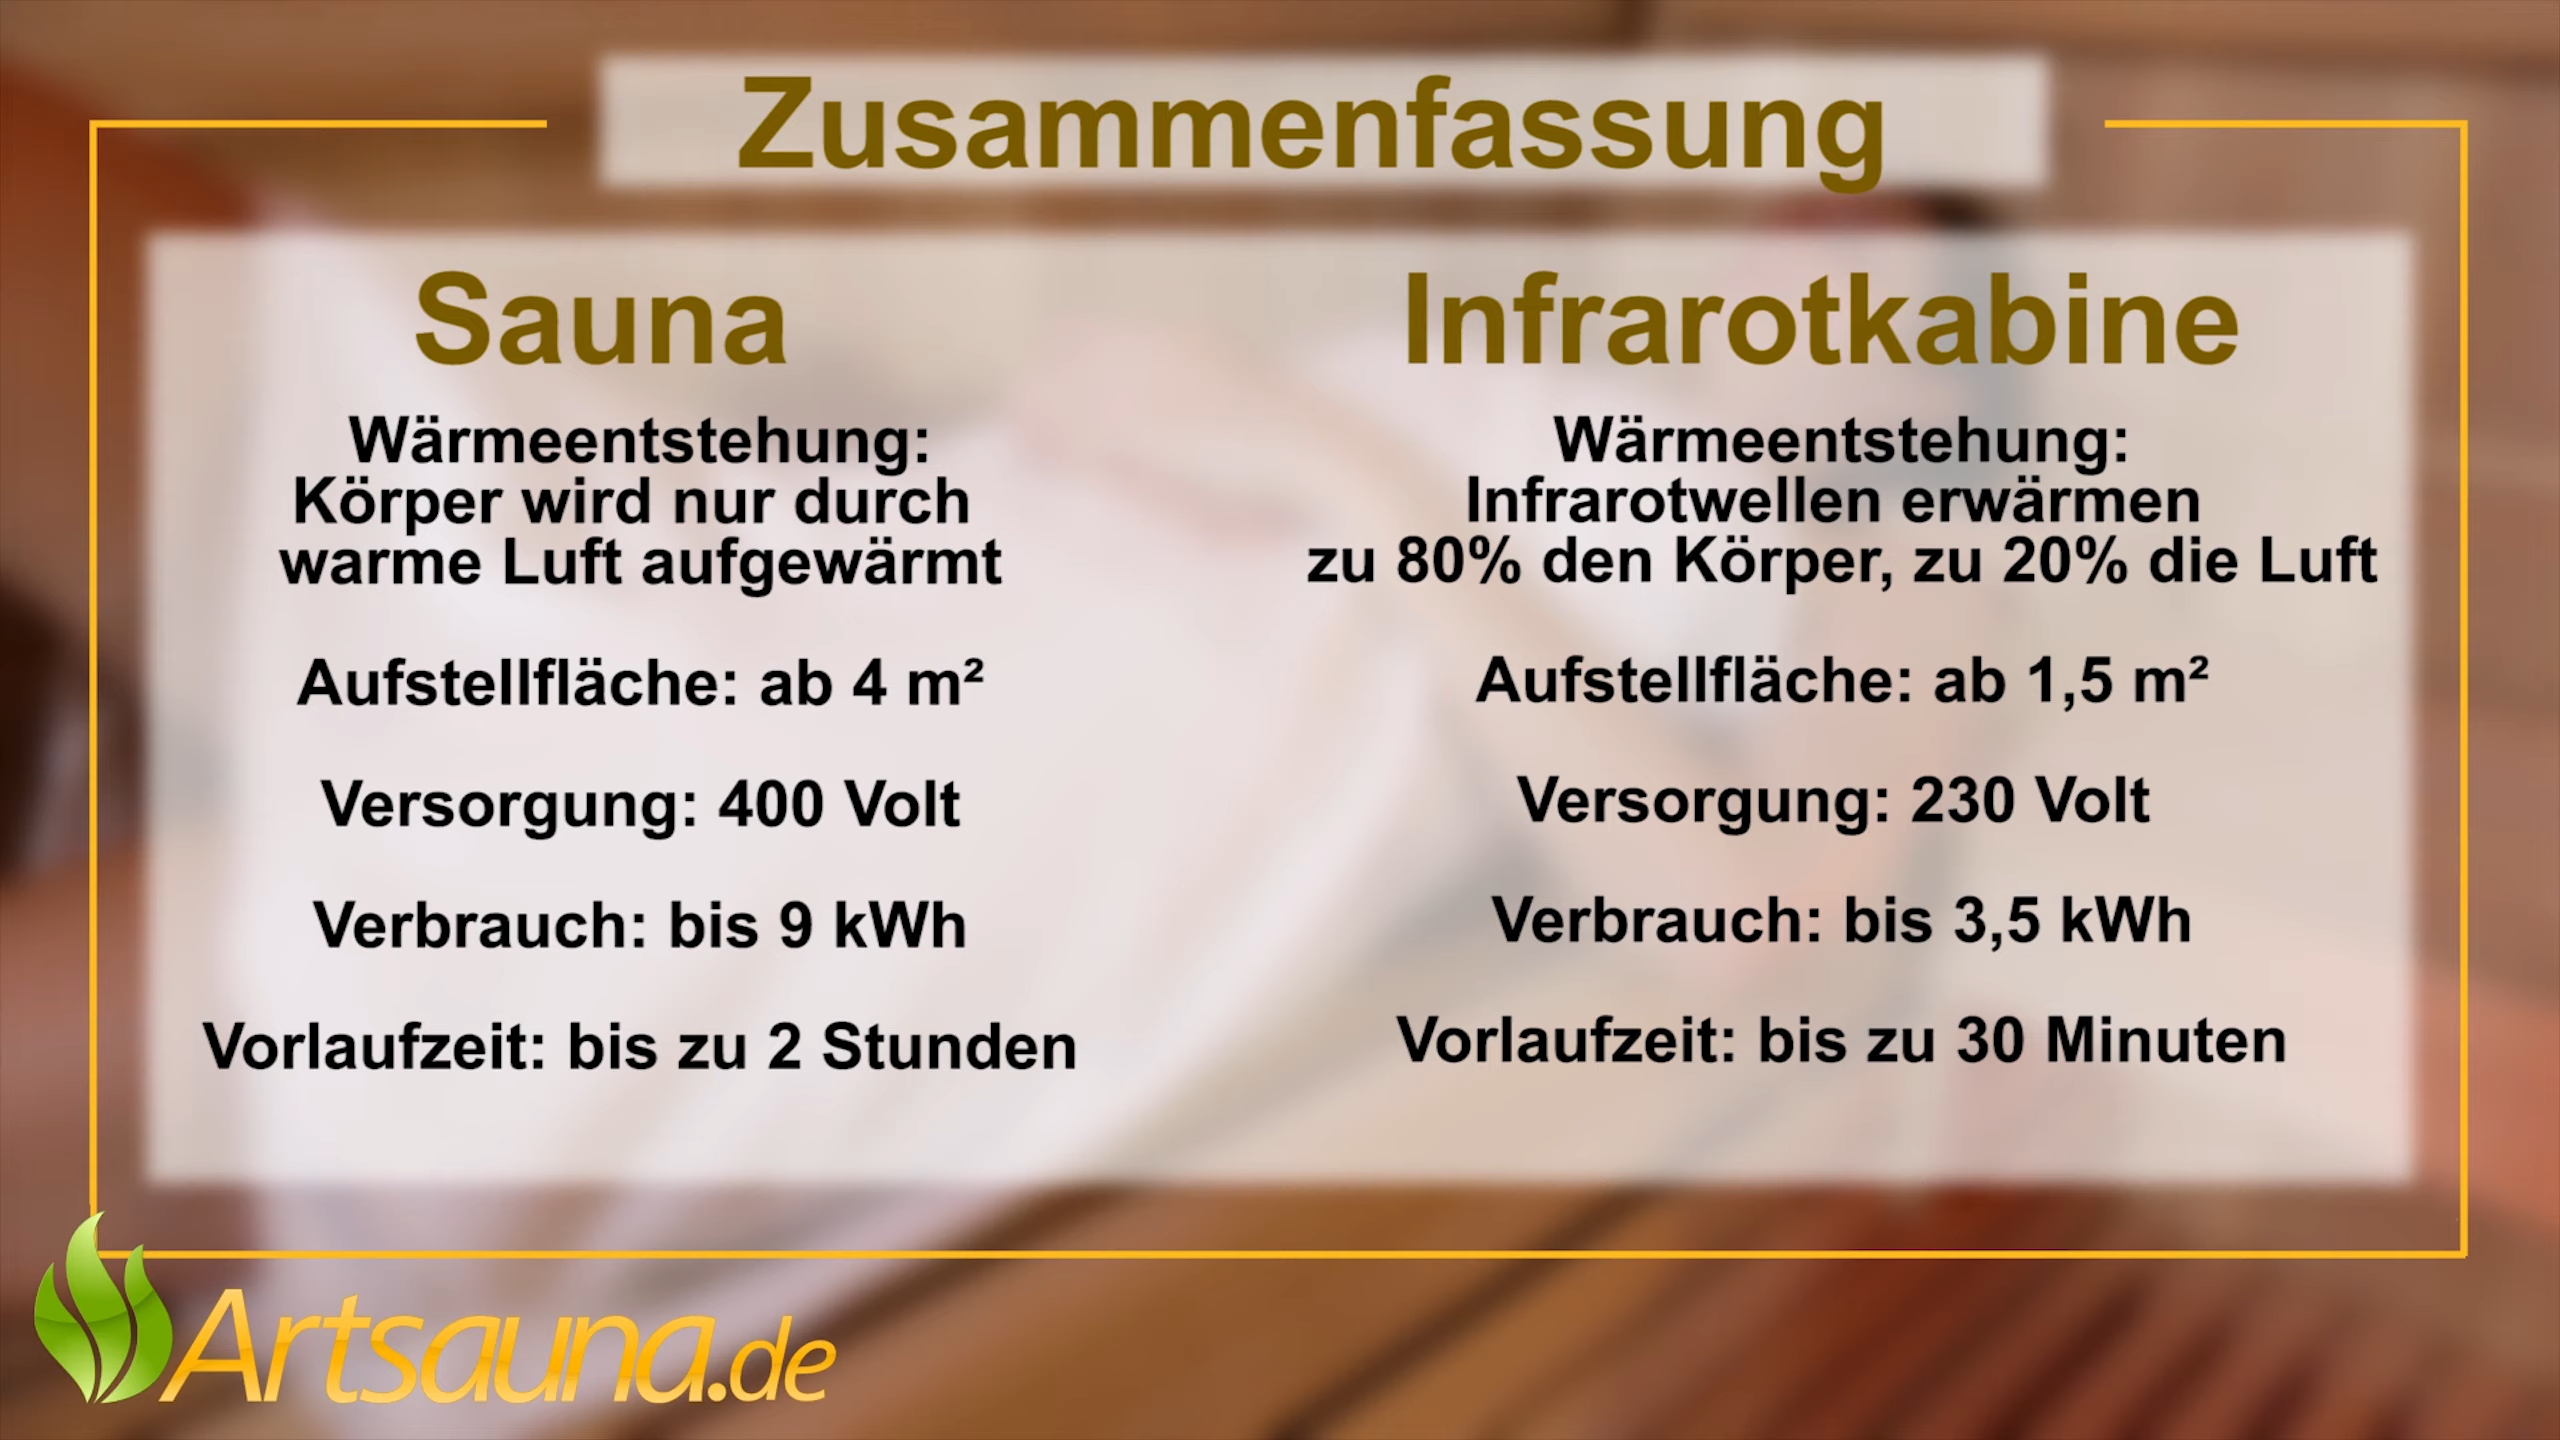 Zusammenfassung
Sauna
Wärmeentstehung:
Körper wird nur durch
warme Luft aufgewärmt
Aufstellfläche: ab 4 m²
Versorgung: 400 Volt
Verbrauch: bis 9 kWh
Vorlaufzeit: bis zu 2 Stunden
Infrarotkabine
Wärmeentstehung:
Infrarotwellen erwärmen
zu 80% den Körper, zu 20% die Luft
Aufstellfläche: ab 1,5 m²
Versorgung: 230 Volt
Verbrauch: bis 3,5 kWh
Vorlaufzeit: bis zu 30 Minuten
Artsauna.de